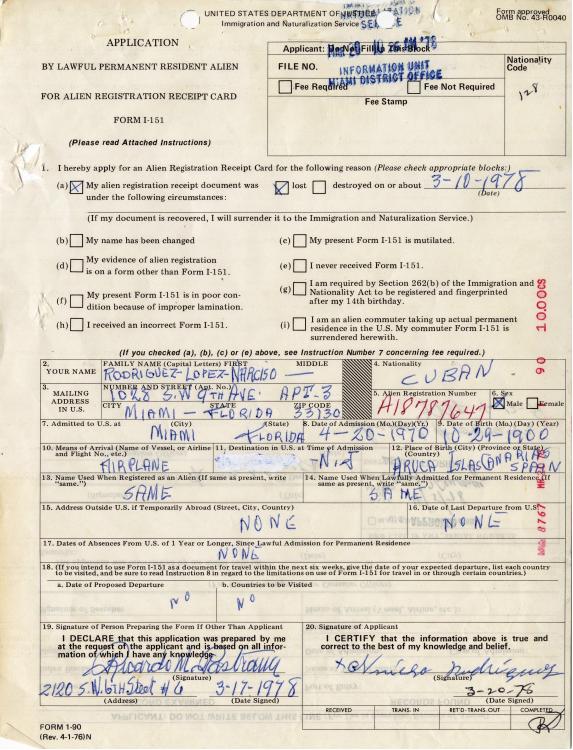 UNITED STATES DEPARTMENT OF JUSTICE
Immigration and Naturalization Service
Form approved
OMB No. 43-R0040
APPLICATION
BY LAWFUL PERMANENT RESIDENT ALIEN
FOR ALIEN REGISTRATION RECEIPT CARD
FORM I-151
(Please read Attached Instructions)
Applicant: Do Not Fill In This Block
INFORMATION UNIT
MIAMI DISTRICT OFFICE
FILE NO.
Nationality
Code
128
Fee Required
Fee Not Required
Fee Stamp
1. I hereby apply for an Alien Registration Receipt Card for the following reason (Please check appropriate blocks:)
(a) My alien registration receipt document was lost destroyed on or about 3-10-1978
under the following circumstances: (Date)
(If my document is recovered, I will surrender it to the Immigration and Naturalization Service.)
(b) My name has been changed
(c) My present Form I-151 is mutilated.
(d) My evidence of alien registration
is on a form other than Form I-151.
(e) I never received Form I-151.
(f) My present Form I-151 is in poor con-
dition because of improper lamination.
(g) I am required by Section 262(b) of the Immigration and
Nationality Act to be registered and fingerprinted
after my 14th birthday.
(h) I received an incorrect Form I-151.
(i) I am an alien commuter taking up actual permanent
residence in the U.S. My commuter Form I-151 is
surrendered herewith.
(If you checked (a), (b), (c) or (e) above, see Instruction Number 7 concerning fee required.)
2. YOUR NAME
FAMILY NAME (Capital Letters) FIRST MIDDLE
RODRIGUEZ-LOPEZ-NARCISO
4. Nationality
CUBAN
3. MAILING
ADDRESS
IN U.S.
NUMBER AND STREET (Apt. No.)
1028 S.W 9TH AVE. APT-3
CITY STATE ZIP CODE
MIAMI - FLORIDA 33130
5. Alien Registration Number
A18787647
6. Sex
Male Female
7. Admitted to U.S. at (City) (State)
MIAMI FLORIDA
8. Date of Admission (Mo.)(Day)(Yr.)
4-20-1970
9. Date of Birth (Mo.) (Day) (Year)
10-29-1900
10. Means of Arrival (Name of Vessel, or Airline
and Flight No., etc.)
AIRPLANE
11. Destination in U.S. at Time of Admission
- N.J
12. Place of Birth (City) (Province or State)
(Country)
ARUCA ISLAS CANARIAS
SPAIN
13. Name Used When Registered as an Alien (If same as present, write
"same.")
SAME
14. Name Used When Lawfully Admitted for Permanent Residence (If
same as present, write "same.")
SAME
15. Address Outside U.S. if Temporarily Abroad (Street, City, Country)
NONE
16. Date of Last Departure from U.S.
NONE
17. Dates of Absences From U.S. of 1 Year or Longer, Since Lawful Admission for Permanent Residence
NONE
18. (If you intend to use Form I-151 as a document for travel within the next six weeks, give the date of your expected departure, list each country
to be visited, and be sure to read Instruction 8 in regard to the limitations on use of Form I-151 for travel in or through certain countries.)
a. Date of Proposed Departure
NO
b. Countries to be Visited
NO
19. Signature of Person Preparing the Form If Other Than Applicant
I DECLARE that this application was prepared by me
at the request of the applicant and is based on all infor-
mation of which I have any knowledge.
(Signature)
2120 S.W. 6TH Street # 6 3-17-1978
(Address) (Date Signed)
20. Signature of Applicant
I CERTIFY that the information above is true and
correct to the best of my knowledge and belief.
(Signature)
3-20-78
(Date Signed)
RECEIVED TRANS. IN RET'D-TRANS. OUT COMPLETED
FORM I-90
(Rev. 4-1-76)N
90 10.00CS